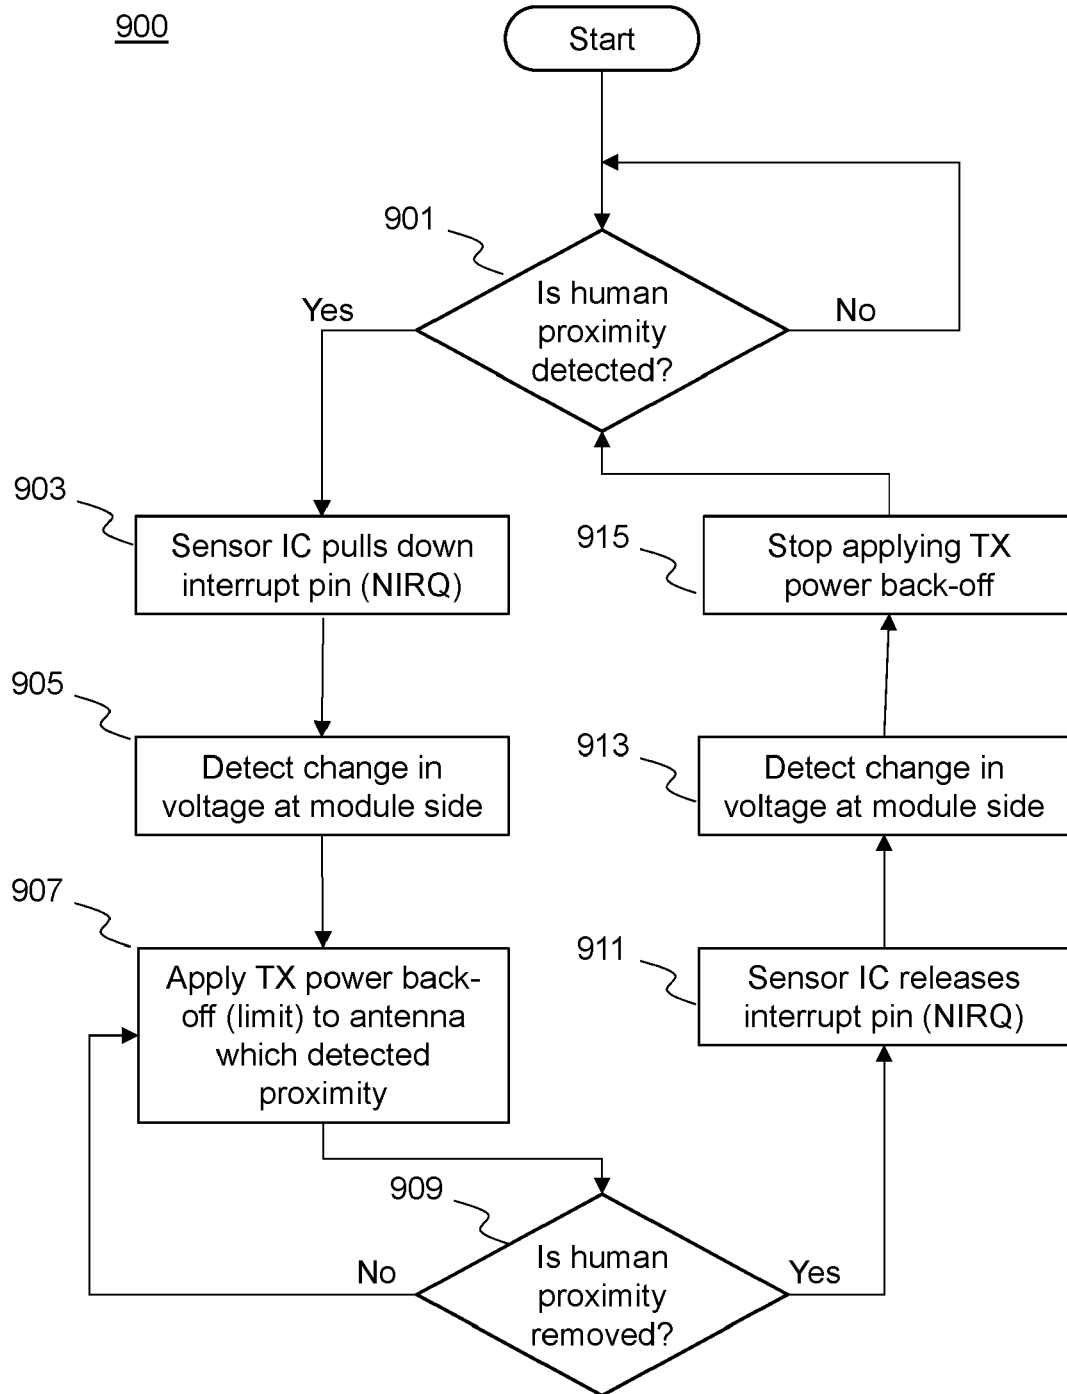 900
Start
901
Is human
proximity
detected?
Yes
No
903
Sensor IC pulls down
interrupt pin (NIRQ)
915
Stop applying TX
power back-off
905
Detect change in
voltage at module side
913
Detect change in
voltage at module side
907
Apply TX power back-
off (limit) to antenna
which detected
proximity
911
Sensor IC releases
interrupt pin (NIRQ)
909
Is human
proximity
removed?
No
Yes